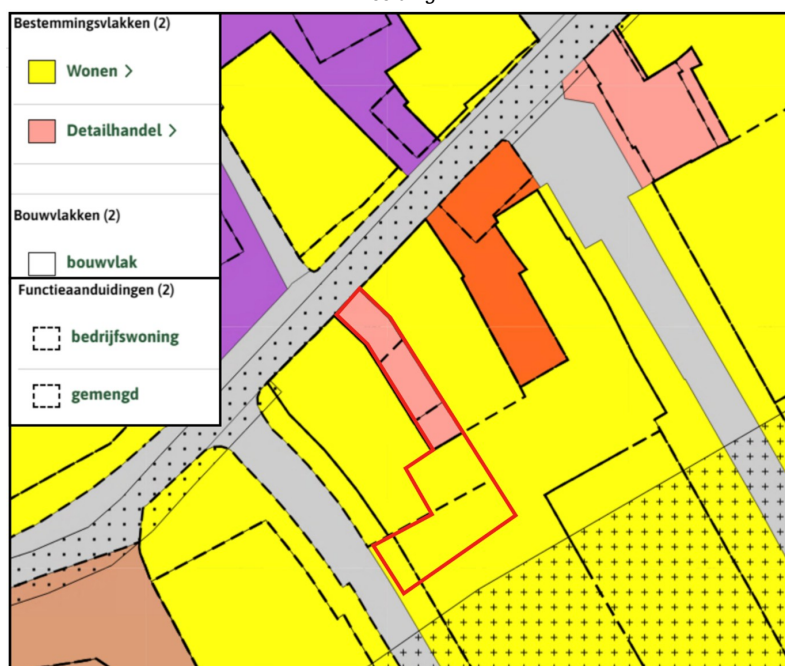 Bestemmingsvlakken (2)
Wonen >
Detailhandel >
Bouwvlakken (2)
bouwvlak
Functieaanduidingen (2)
bedrijfswoning
gemengd